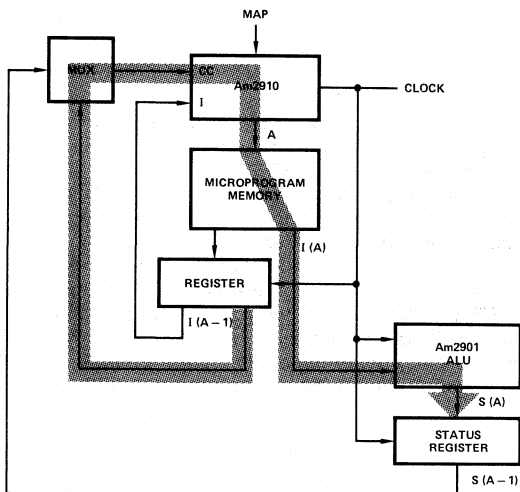 MAP
MUX
CC
Am2910
I
CLOCK
A
MICROPROGRAM
MEMORY
I (A)
REGISTER
I (A – 1)
Am2901
ALU
S (A)
STATUS
REGISTER
S (A – 1)